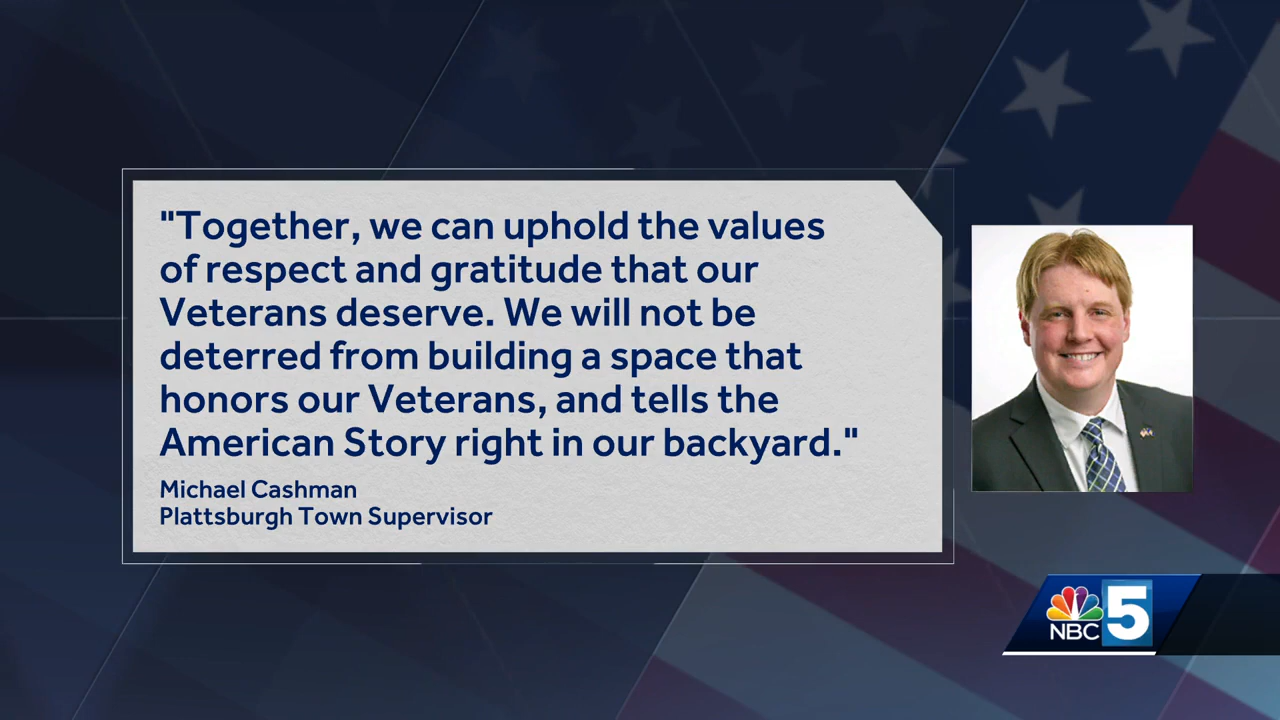 "Together, we can uphold the values
of respect and gratitude that our
Veterans deserve. We will not be
deterred from building a space that
honors our Veterans, and tells the
American Story right in our backyard."
Michael Cashman
Plattsburgh Town Supervisor
NBC 5